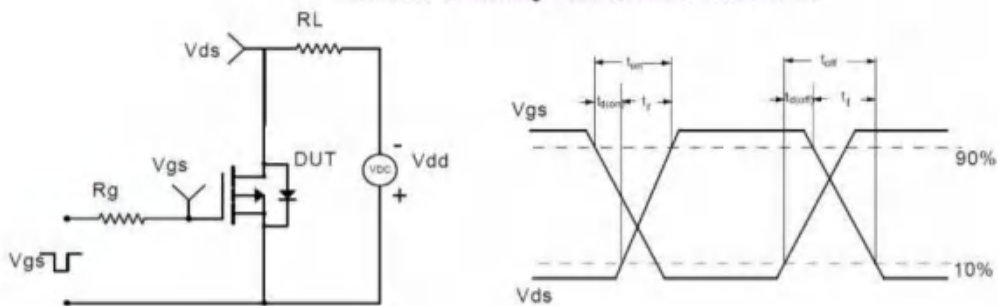 RL
Vds
DUT
Vgs
Rg
Vgs
VDC
-
Vdd
+
ton
toff
td(on)
tr
td(off)
tf
Vgs
90%
10%
Vds